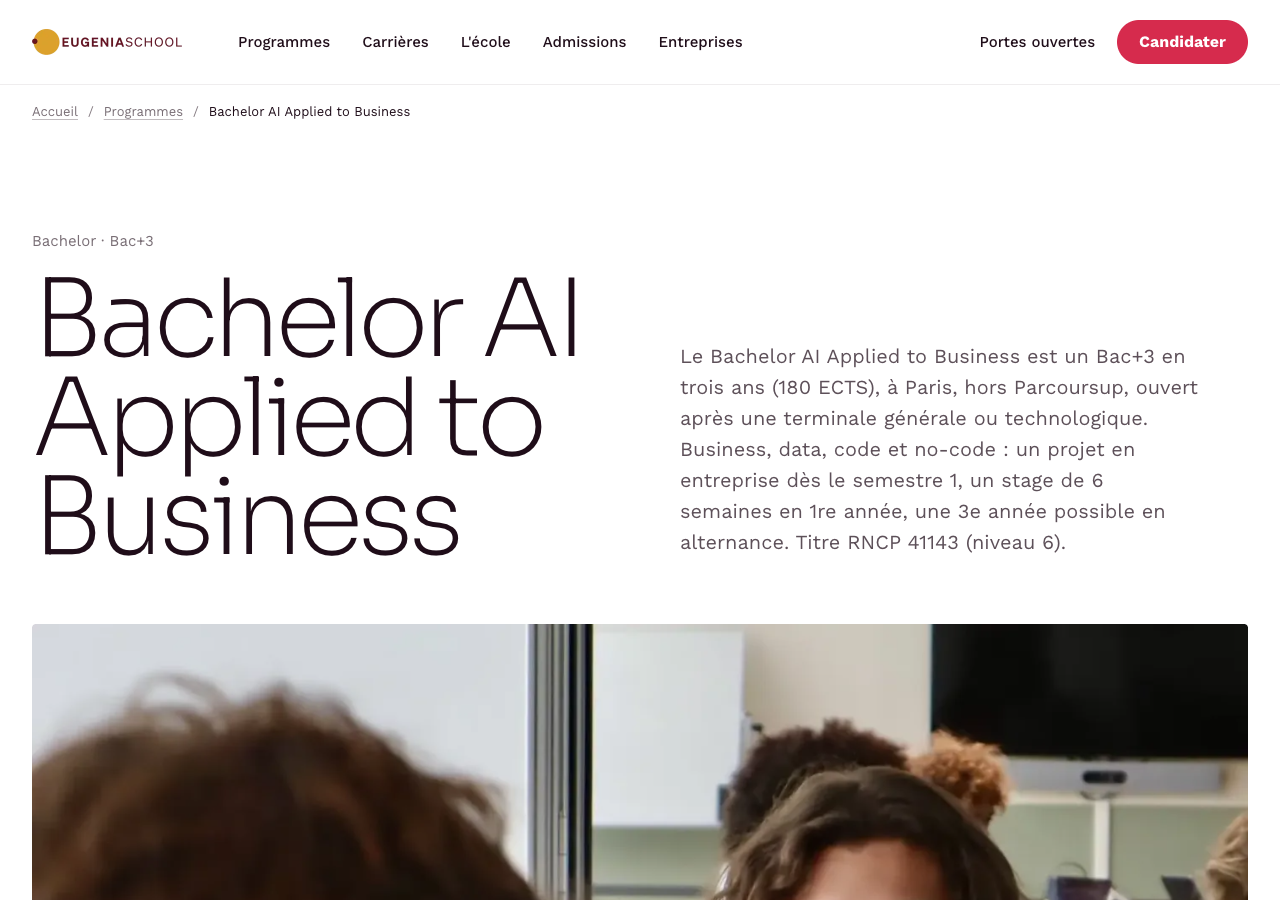 EUGENIASCHOOL
Programmes
Carrières
L'école
Admissions
Entreprises
Portes ouvertes
Candidater
Accueil / Programmes / Bachelor AI Applied to Business
Bachelor · Bac+3
Bachelor AI
Applied to
Business
Le Bachelor AI Applied to Business est un Bac+3 en
trois ans (180 ECTS), à Paris, hors Parcoursup, ouvert
après une terminale générale ou technologique.
Business, data, code et no-code : un projet en
entreprise dès le semestre 1, un stage de 6
semaines en 1re année, une 3e année possible en
alternance. Titre RNCP 41143 (niveau 6).